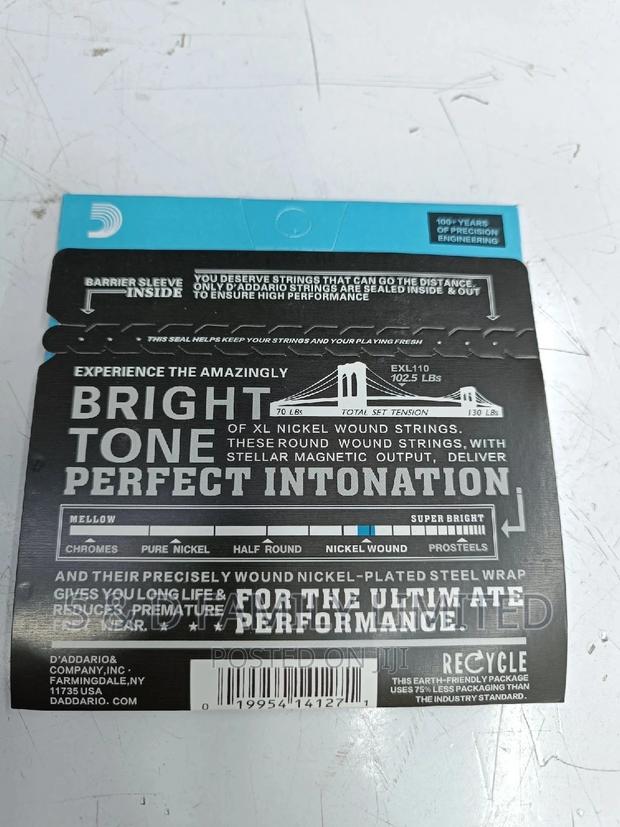 100+ YEARS
OF PRECISION
ENGINEERING
BARRIER SLEEVE
INSIDE
YOU DESERVE STRINGS THAT CAN GO THE DISTANCE.
ONLY D'ADDARIO STRINGS ARE SEALED INSIDE & OUT
TO ENSURE HIGH PERFORMANCE
THIS SEAL HELPS KEEP YOUR STRINGS AND YOUR PLAYING FRESH
EXPERIENCE THE AMAZINGLY
BRIGHT
TONE
EXL110
102.5 LBs
70 LBs
TOTAL SET TENSION
130 LBs
OF XL NICKEL WOUND STRINGS.
THESE ROUND WOUND STRINGS, WITH
STELLAR MAGNETIC OUTPUT, DELIVER
PERFECT INTONATION
MELLOW
SUPER BRIGHT
CHROMES
PURE NICKEL
HALF ROUND
NICKEL WOUND
PROSTEELS
AND THEIR PRECISELY WOUND NICKEL-PLATED STEEL WRAP
GIVES YOU LONG LIFE &
REDUCES PREMATURE
WEAR.
FOR THE ULTIM ATE
PERFORMANCE.
S & D FAMILY LIMITED
POSTED ON JIJI
D'ADDARIO&
COMPANY,INC·
FARMINGDALE,NY
11735 USA
DADDARIO. COM
0 19954 14127 1
RECYCLE
THIS EARTH-FRIENDLY PACKAGE
USES 75% LESS PACKAGING THAN
THE INDUSTRY STANDARD.